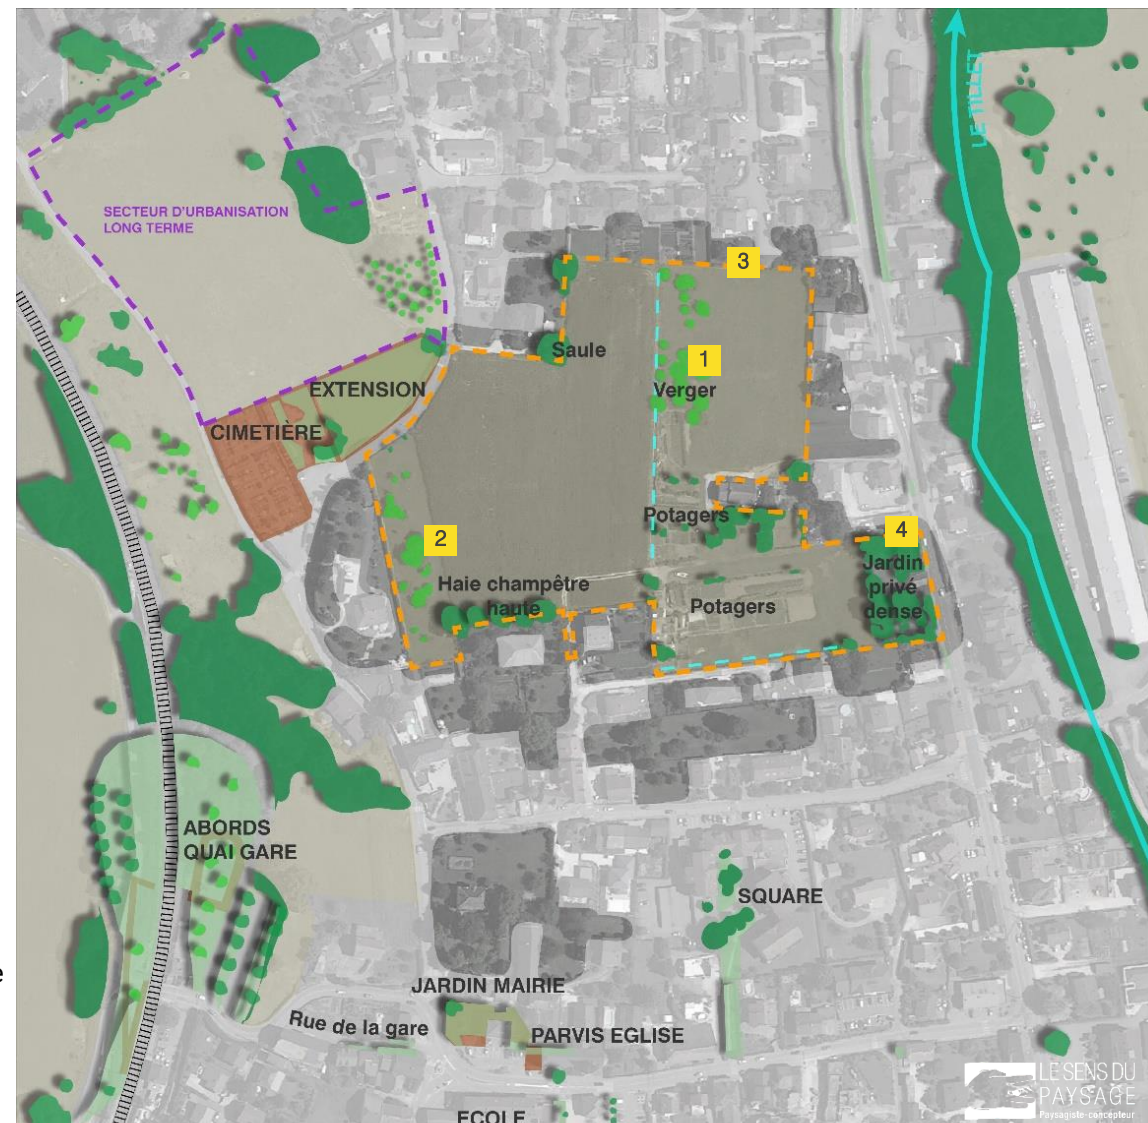 LE TILLET
SECTEUR D'URBANISATION
LONG TERME
3
Saule
1
Verger
EXTENSION
CIMETIÈRE
Potagers
4
2
Jardin
privé
dense
Haie champêtre
haute
Potagers
ABORDS
QUAI GARE
SQUARE
e
JARDIN MAIRIE
Rue de la gare
PARVIS EGLISE
LE SENS DU
PAYSAGE
Paysagiste-concepteur
ECOLE